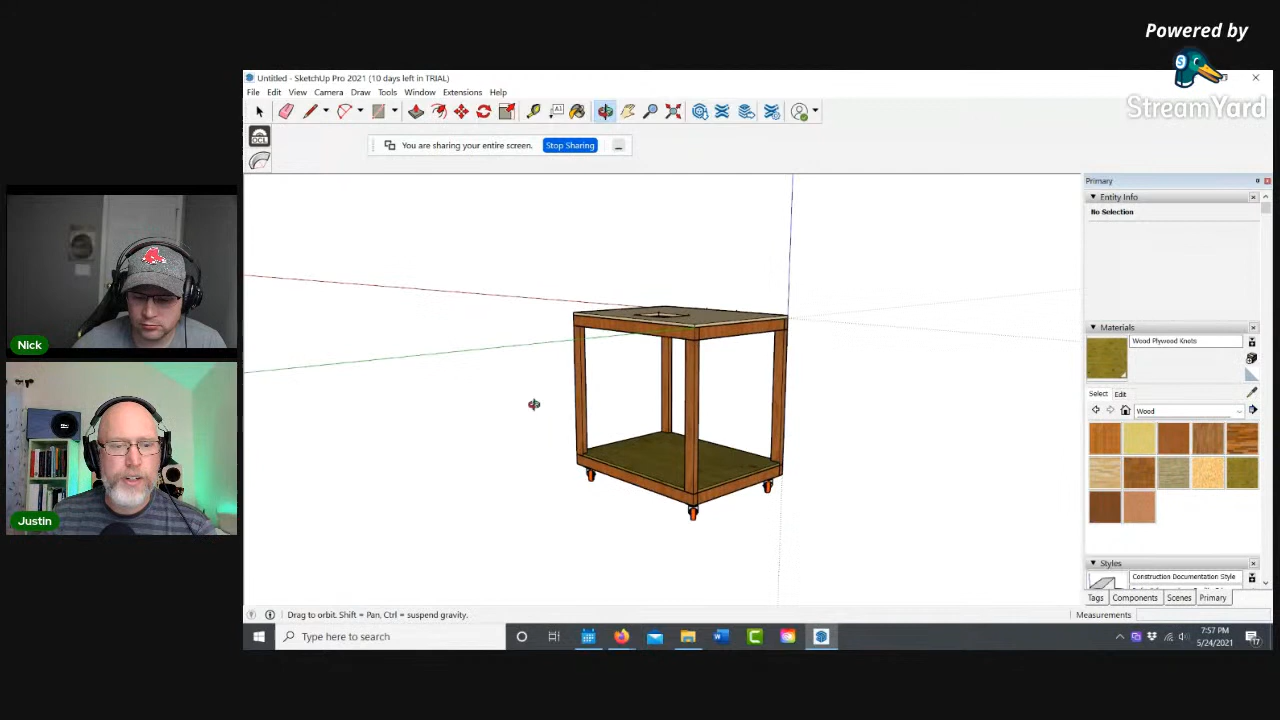 Powered by
StreamYard
Untitled - SketchUp Pro 2021 (10 days left in TRIAL)
File Edit View Camera Draw Tools Window Extensions Help
OCL
You are sharing your entire screen. Stop Sharing
Primary
Entity Info
No Selection
Materials
Wood Plywood Knots
Select Edit
Wood
Styles
Construction Documentation Style
Tags Components Scenes Primary
Nick
Justin
Drag to orbit. Shift = Pan, Ctrl = suspend gravity.
Measurements
Type here to search
7:57 PM
5/24/2021
17